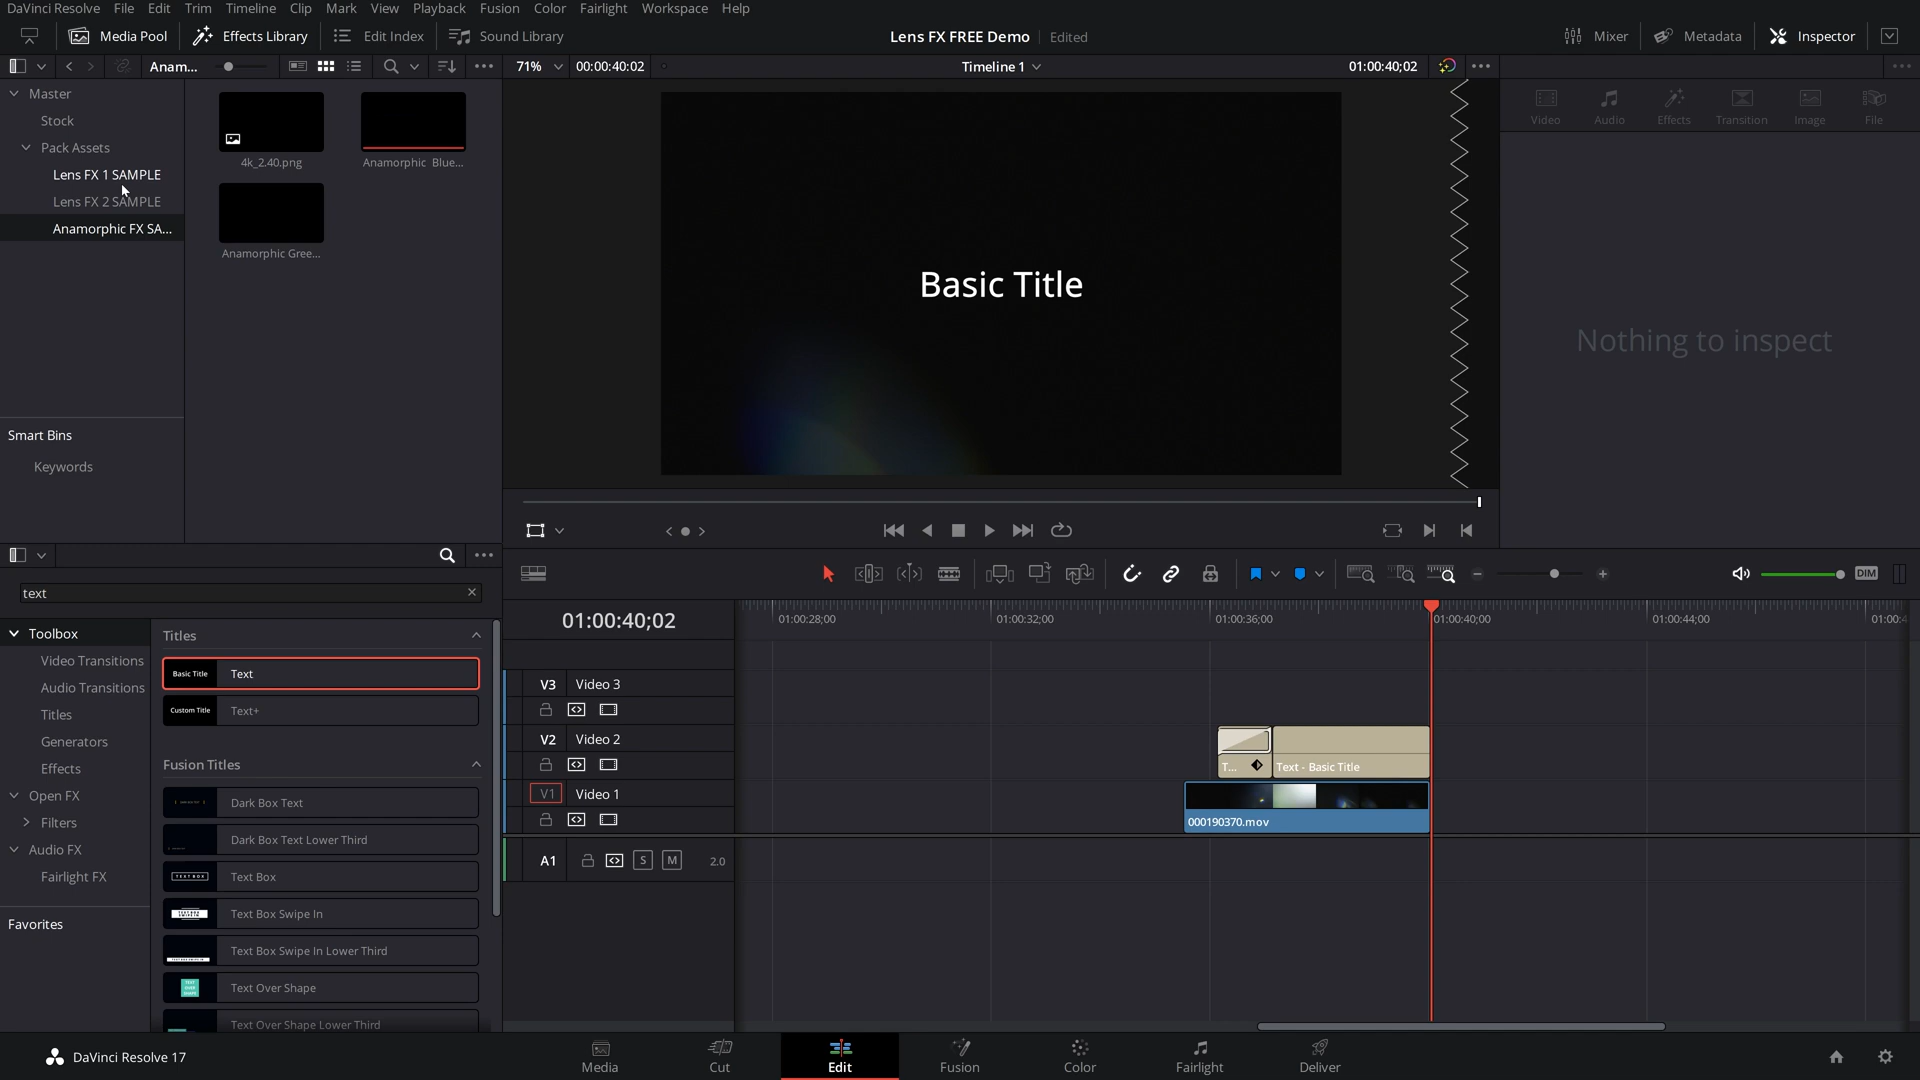 DaVinci Resolve File Edit Trim Timeline Clip Mark View Playback Fusion Color Fairlight Workspace Help
Media Pool Effects Library Edit Index Sound Library Lens FX FREE Demo Edited Mixer Metadata Inspector
Anam... 71% 00:00:40:02 Timeline 1 01:00:40;02
Master
Stock
Pack Assets
Lens FX 1 SAMPLE
Lens FX 2 SAMPLE
Anamorphic FX SA...
4k_2.40.png
Anamorphic Blue...
Anamorphic Gree...
Smart Bins
Keywords
Basic Title
Video Audio Effects Transition Image File
Nothing to inspect
text
Toolbox
Video Transitions
Audio Transitions
Titles
Generators
Effects
Open FX
Filters
Audio FX
Fairlight FX
Favorites
Titles
Basic Title Text
Custom Title Text+
Fusion Titles
Dark Box Text
Dark Box Text Lower Third
TEXT BOX Text Box
Text Box Swipe In
Text Box Swipe In Lower Third
TEXT OVER SHAPE Text Over Shape
Text Over Shape Lower Third
DIM
01:00:40;02
01:00:28;00 01:00:32;00 01:00:36;00 01:00:40;00 01:00:44;00 01:00:4
V3 Video 3
V2 Video 2
T... Text - Basic Title
V1 Video 1
000190370.mov
A1 S M 2.0
DaVinci Resolve 17
Media Cut Edit Fusion Color Fairlight Deliver